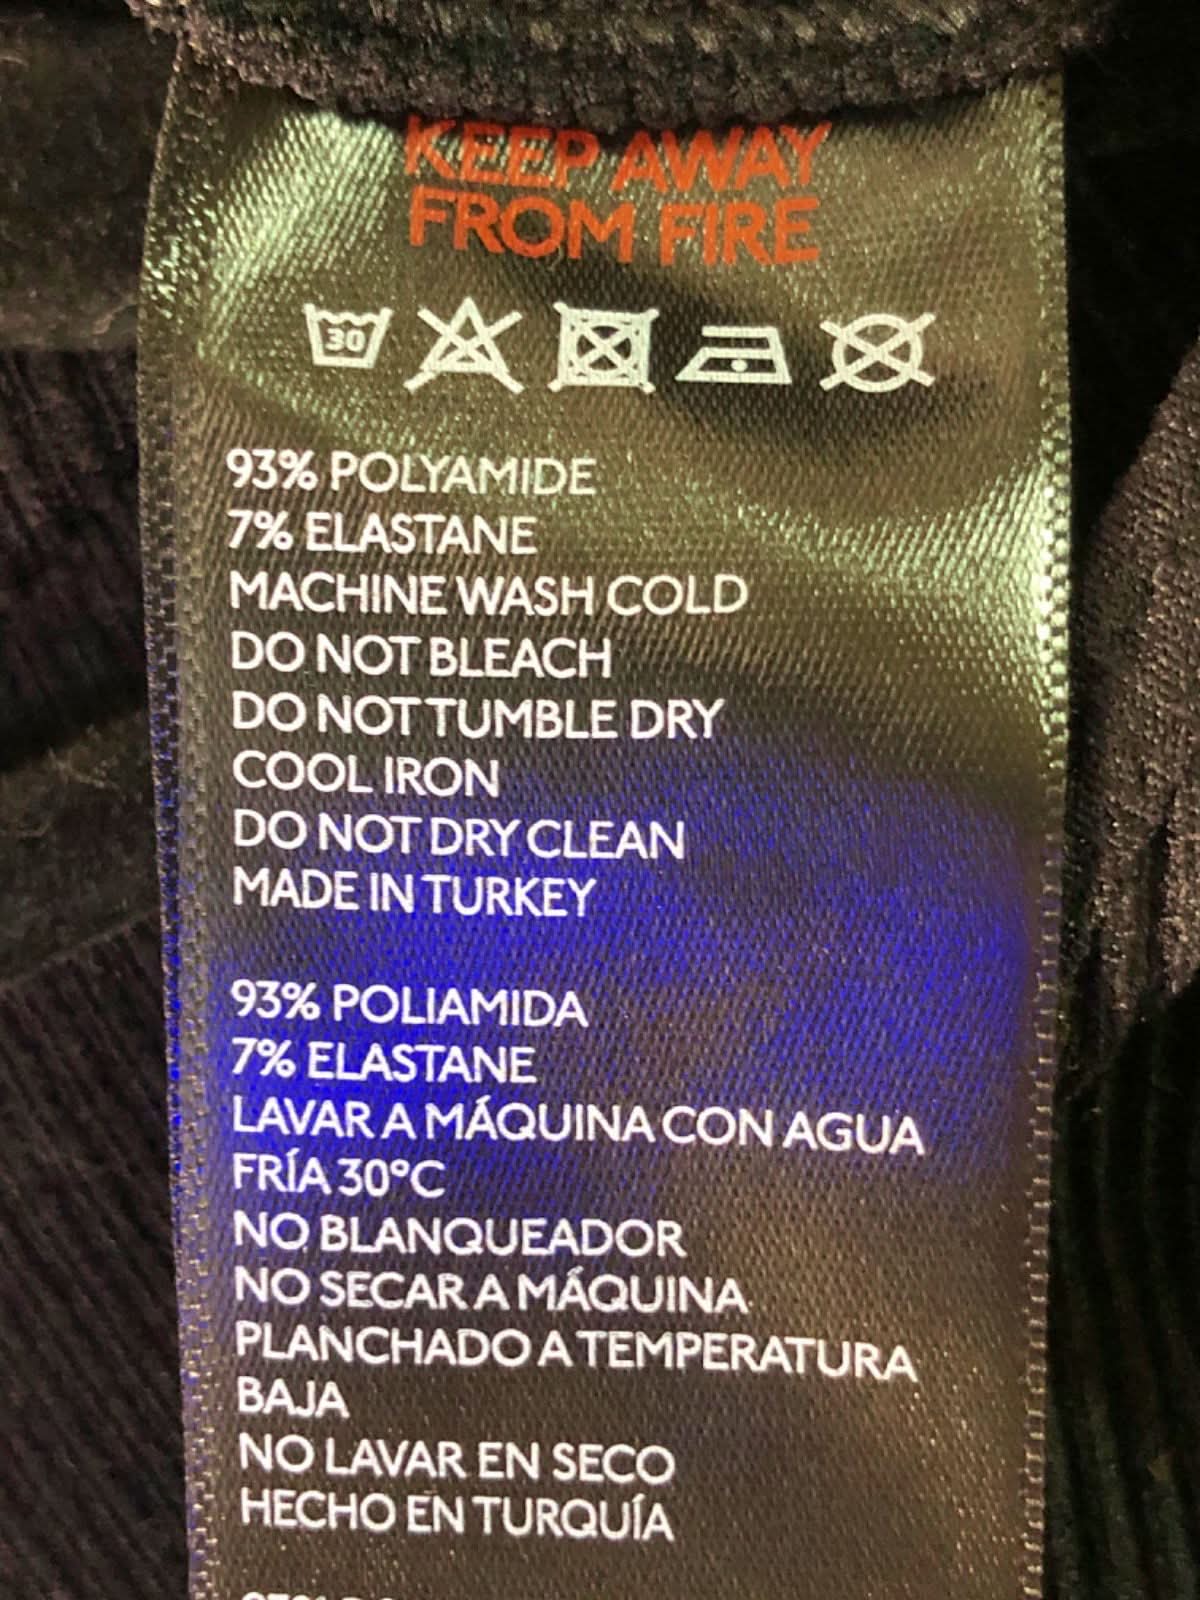 KEEP AWAY
FROM FIRE
30
93% POLYAMIDE
7% ELASTANE
MACHINE WASH COLD
DO NOT BLEACH
DO NOT TUMBLE DRY
COOL IRON
DO NOT DRY CLEAN
MADE IN TURKEY
93% POLIAMIDA
7% ELASTANE
LAVAR A MÁQUINA CON AGUA
FRÍA 30°C
NO BLANQUEADOR
NO SECAR A MÁQUINA
PLANCHADO A TEMPERATURA
BAJA
NO LAVAR EN SECO
HECHO EN TURQUÍA